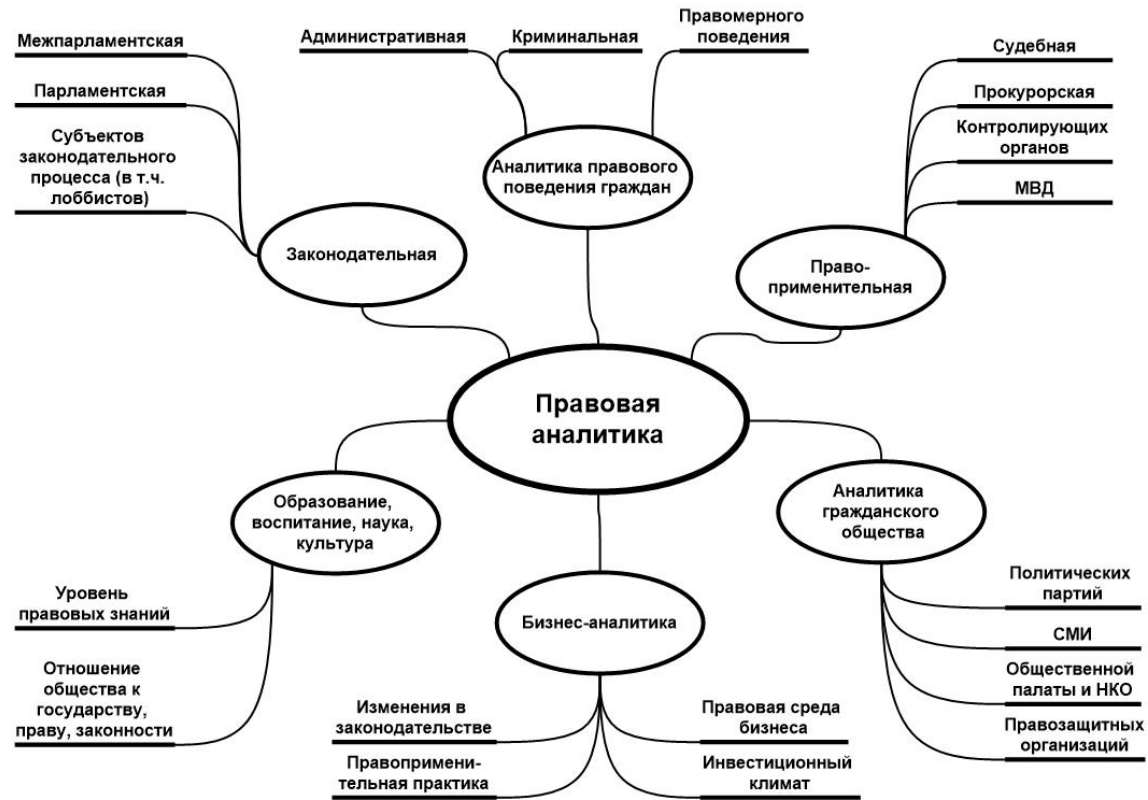 Межпарламентская
Парламентская
Субъектов
законодательного
процесса (в т.ч.
лоббистов)
Законодательная
Административная
Криминальная
Правомерного
поведения
Аналитика правового
поведения граждан
Судебная
Прокурорская
Контролирующих
органов
МВД
Право-
применительная
Правовая
аналитика
Образование,
воспитание, наука,
культура
Уровень
правовых знаний
Отношение
общества к
государству,
праву, законности
Бизнес-аналитика
Изменения в
законодательстве
Правопримени-
тельная практика
Правовая среда
бизнеса
Инвестиционный
климат
Аналитика
гражданского
общества
Политических
партий
СМИ
Общественной
палаты и НКО
Правозащитных
организаций